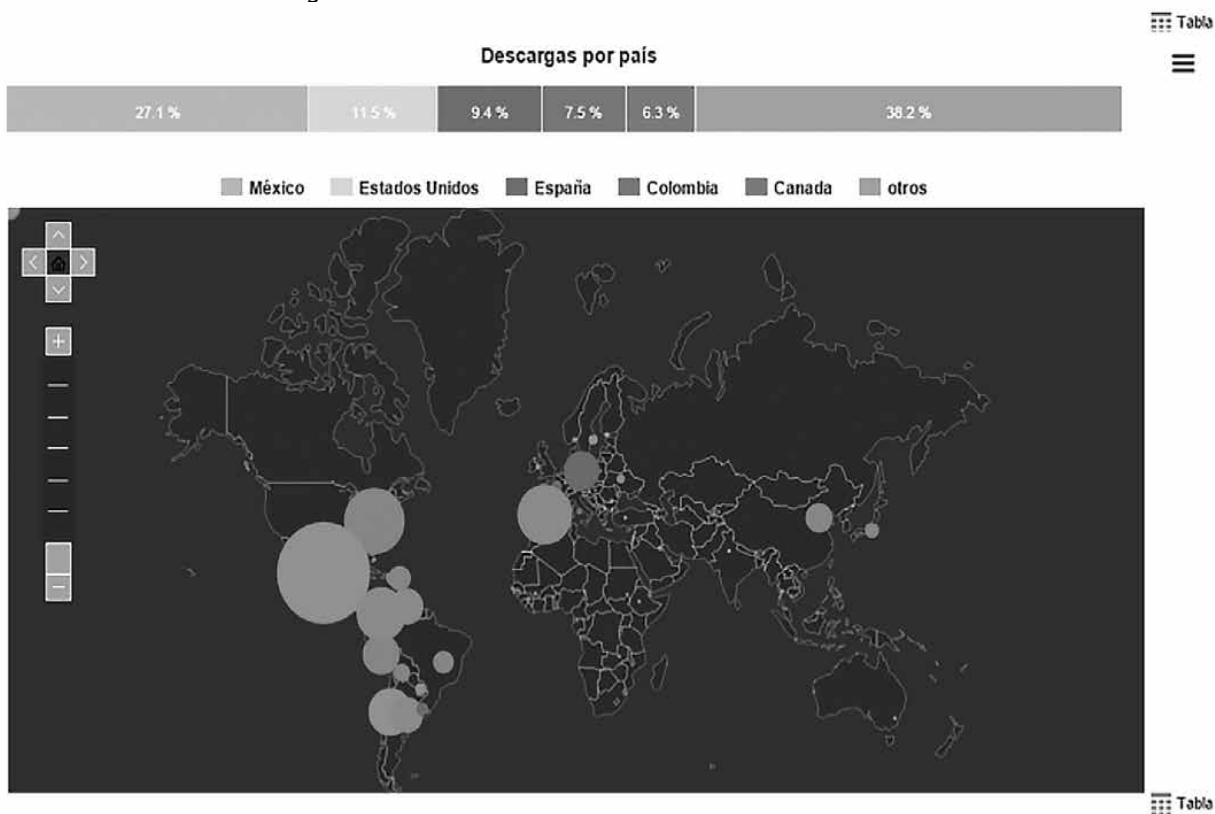 Tabla
Descargas por país
27.1 % 11.5 % 9.4 % 7.5 % 6.3 % 38.2 %
México Estados Unidos España Colombia Canada otros
Tabla